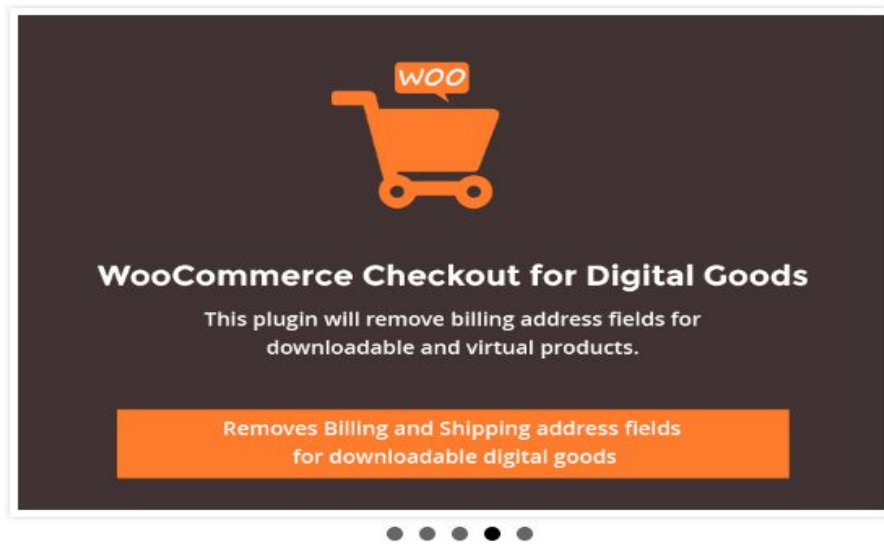 WOO
WooCommerce Checkout for Digital Goods
This plugin will remove billing address fields for
downloadable and virtual products.
Removes Billing and Shipping address fields
for downloadable digital goods